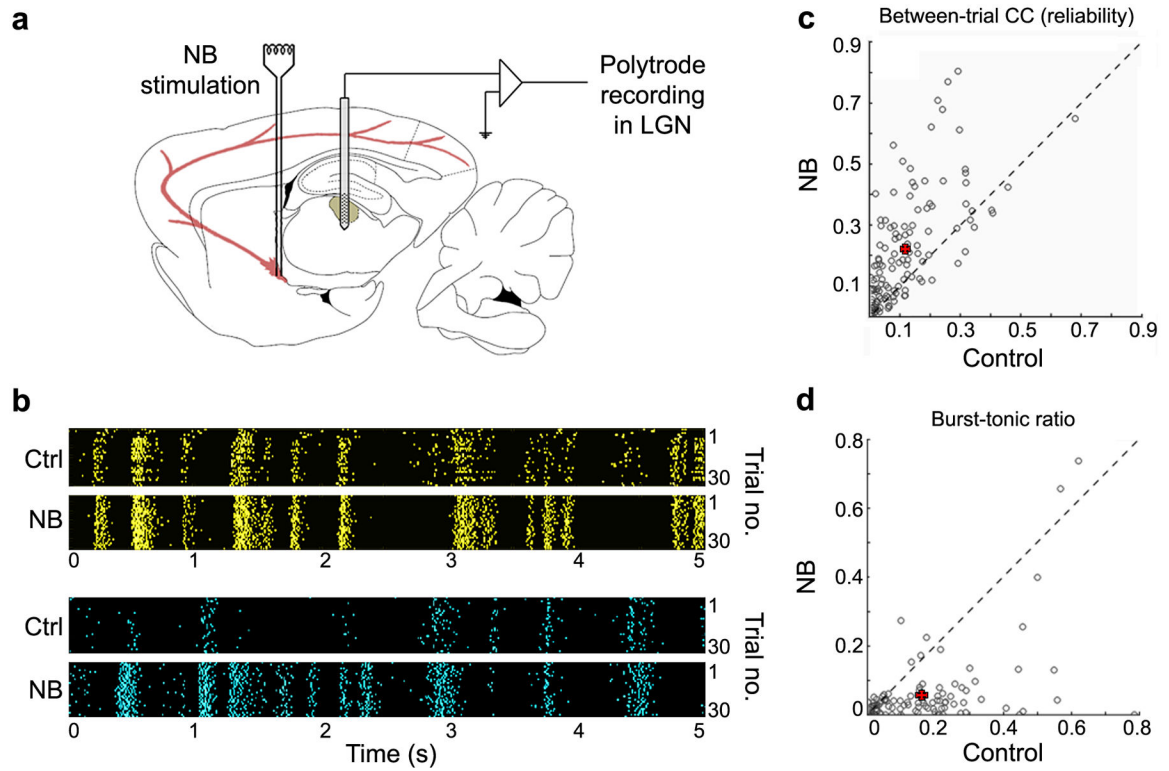 a
NB
stimulation
Polytrode
recording
in LGN
b
Ctrl
1
30
NB
1
30
Trial no.
0 1 2 3 4 5
Ctrl
1
30
NB
1
30
Trial no.
0 1 2 3 4 5
Time (s)
c
Between-trial CC (reliability)
0.9
0.7
0.5
0.3
0.1
NB
0.1 0.3 0.5 0.7 0.9
Control
d
Burst-tonic ratio
0.8
0.6
0.4
0.2
0
NB
0 0.2 0.4 0.6 0.8
Control